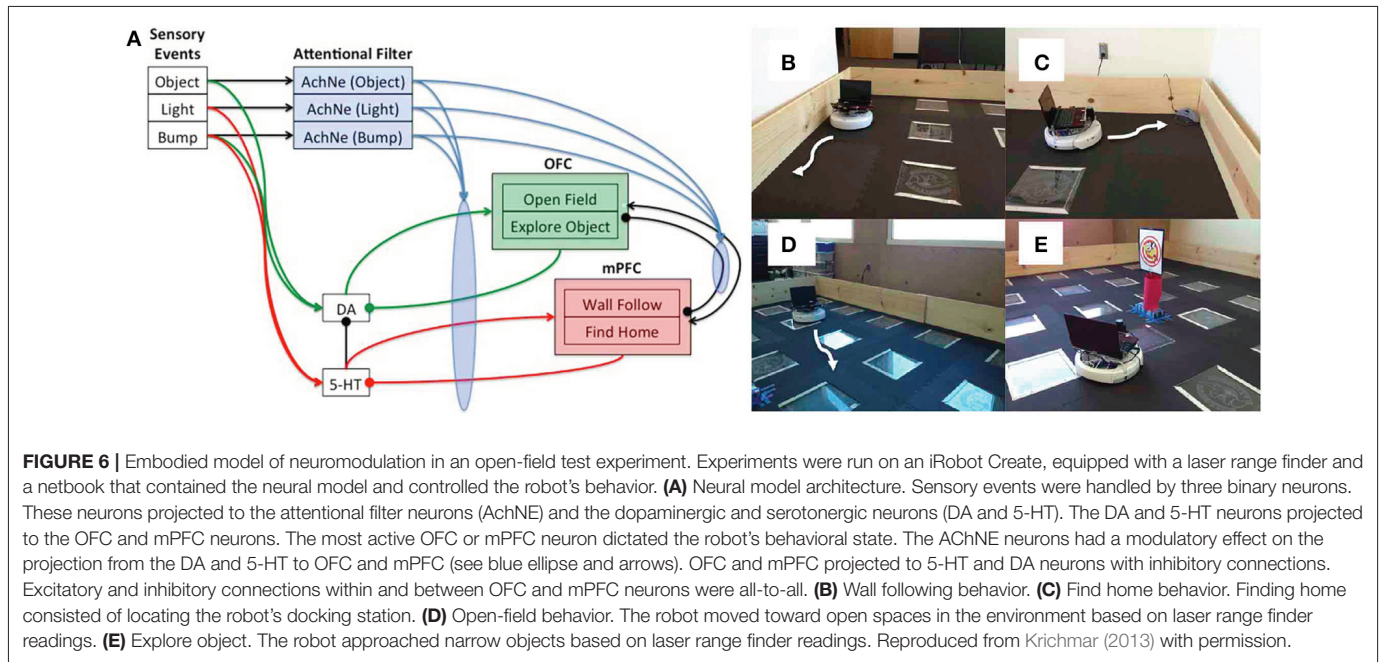 A
Sensory
Events
Attentional Filter
Object
AchNe (Object)
Light
AchNe (Light)
Bump
AchNe (Bump)
OFC
Open Field
Explore Object
mPFC
Wall Follow
Find Home
DA
5-HT
B
C
D
E
FIGURE 6 | Embodied model of neuromodulation in an open-field test experiment. Experiments were run on an iRobot Create, equipped with a laser range finder and
a netbook that contained the neural model and controlled the robot's behavior. (A) Neural model architecture. Sensory events were handled by three binary neurons.
These neurons projected to the attentional filter neurons (AchNE) and the dopaminergic and serotonergic neurons (DA and 5-HT). The DA and 5-HT neurons projected
to the OFC and mPFC neurons. The most active OFC or mPFC neuron dictated the robot's behavioral state. The AChNE neurons had a modulatory effect on the
projection from the DA and 5-HT to OFC and mPFC (see blue ellipse and arrows). OFC and mPFC projected to 5-HT and DA neurons with inhibitory connections.
Excitatory and inhibitory connections within and between OFC and mPFC neurons were all-to-all. (B) Wall following behavior. (C) Find home behavior. Finding home
consisted of locating the robot's docking station. (D) Open-field behavior. The robot moved toward open spaces in the environment based on laser range finder
readings. (E) Explore object. The robot approached narrow objects based on laser range finder readings. Reproduced from Krichmar (2013) with permission.